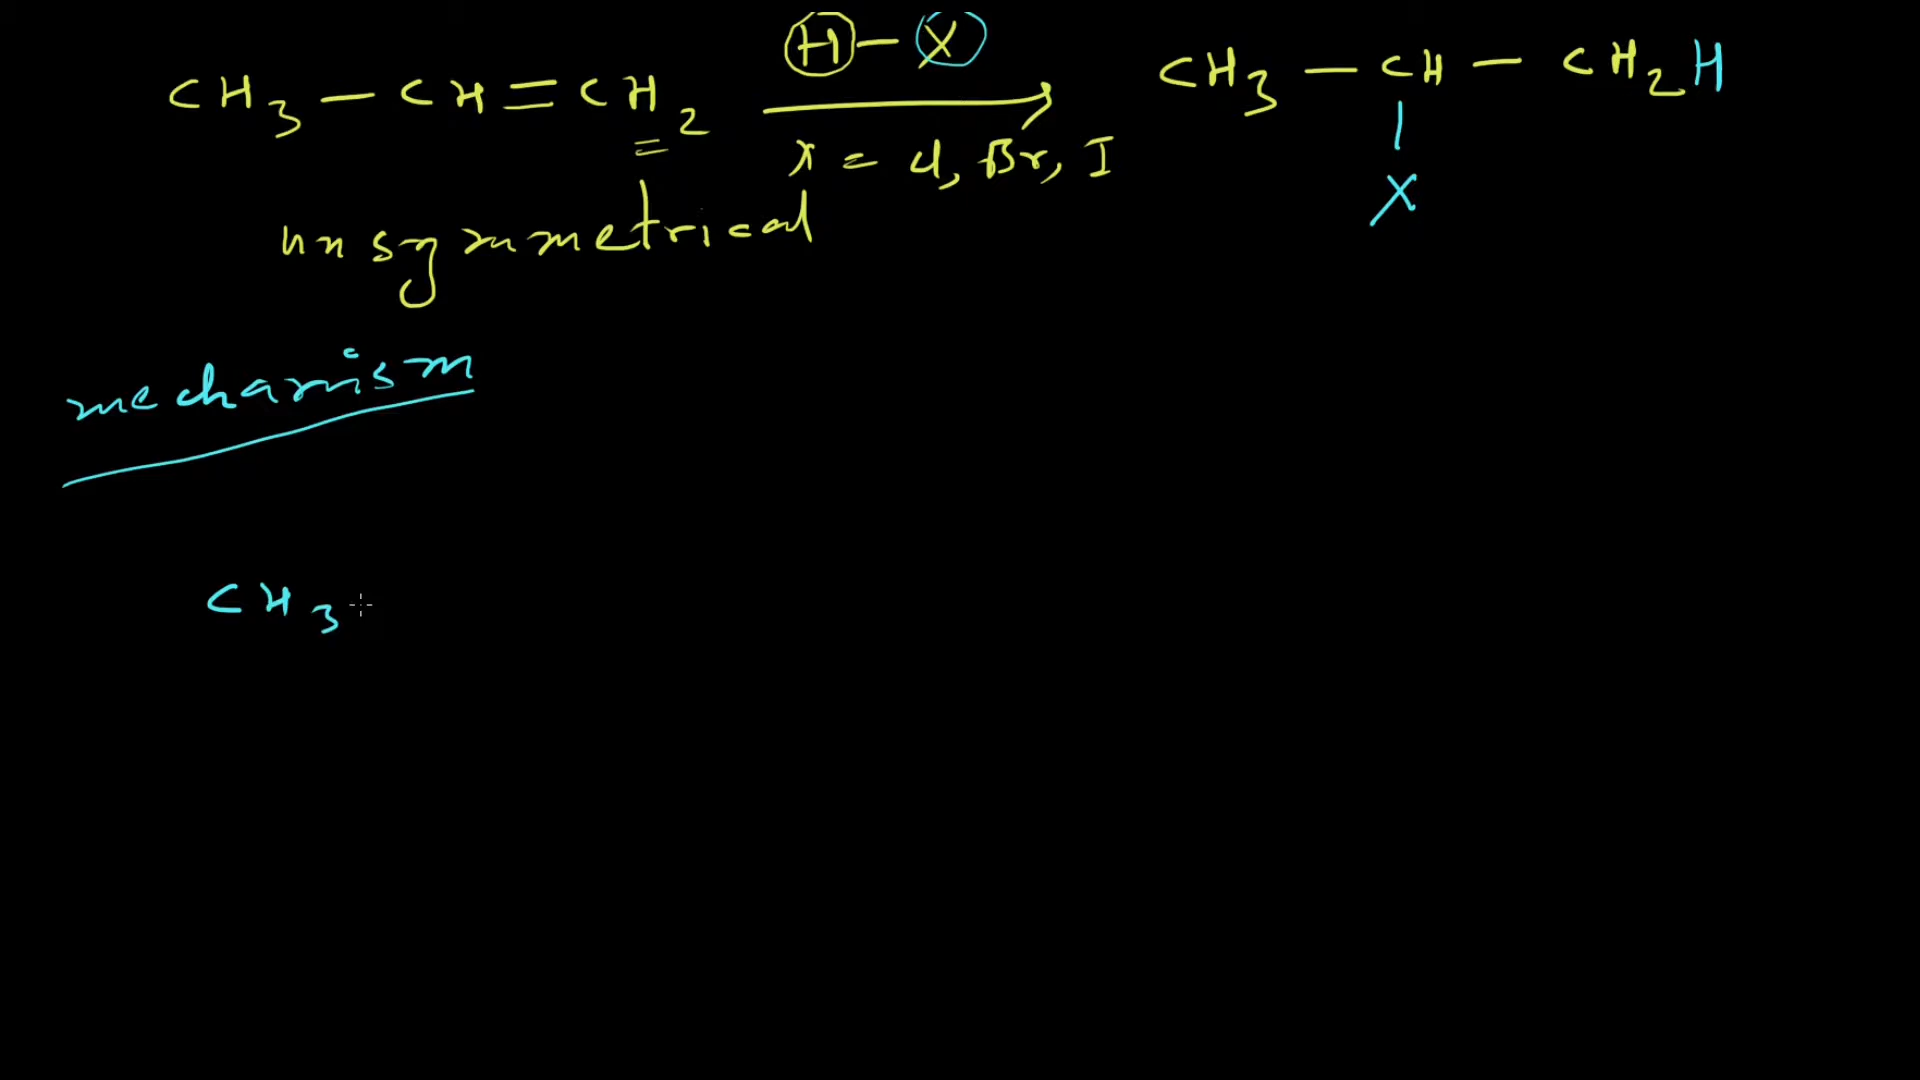 CH3 — CH = CH2 H — X CH3 — CH — CH2H
X = Cl, Br, I X
unsymmetrical
mechanism
CH3